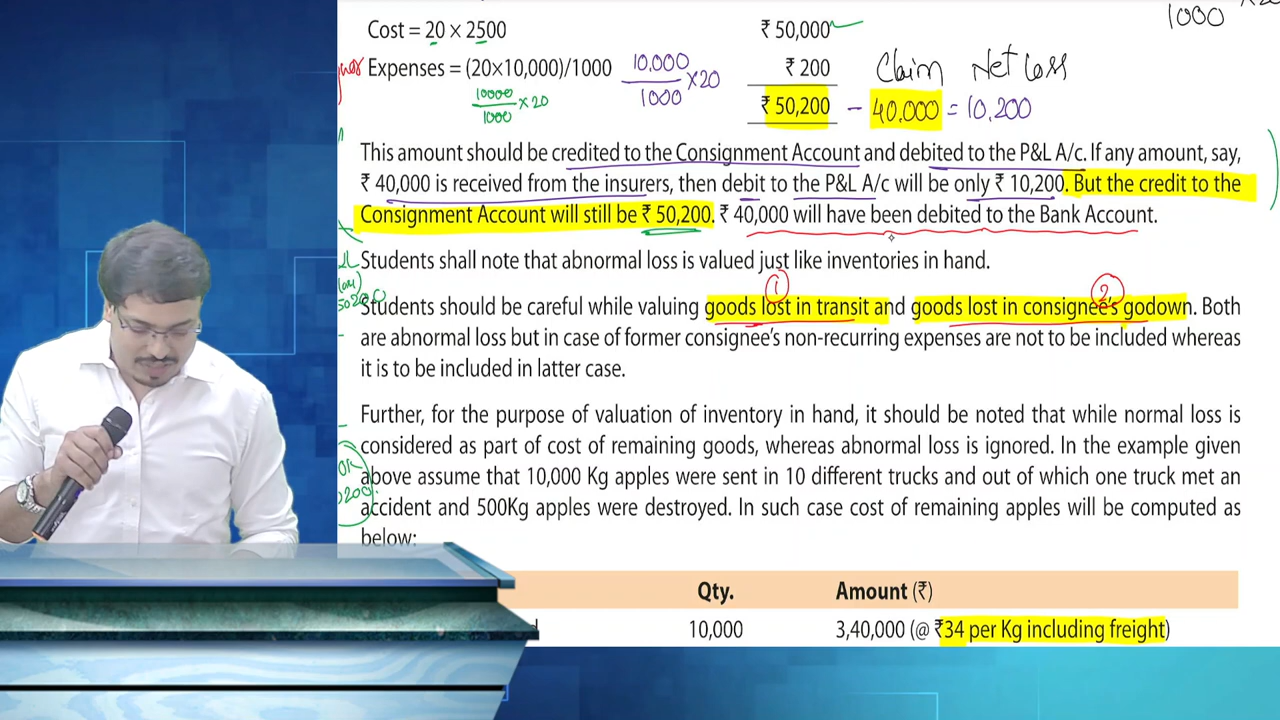 1000 ×20
Cost = 20 × 2500 ₹ 50,000
Expenses = (20×10,000)/1000 10,000/1000 ×20 ₹ 200 Claim Net Loss
10000/1000 ×20 ₹ 50,200 – 40,000 = 10,200
This amount should be credited to the Consignment Account and debited to the P&L A/c. If any amount, say,
₹ 40,000 is received from the insurers, then debit to the P&L A/c will be only ₹ 10,200. But the credit to the
Consignment Account will still be ₹ 50,200. ₹ 40,000 will have been debited to the Bank Account.
Students shall note that abnormal loss is valued just like inventories in hand.
1 2
Students should be careful while valuing goods lost in transit and goods lost in consignee's godown. Both
are abnormal loss but in case of former consignee's non-recurring expenses are not to be included whereas
it is to be included in latter case.
Further, for the purpose of valuation of inventory in hand, it should be noted that while normal loss is
considered as part of cost of remaining goods, whereas abnormal loss is ignored. In the example given
above assume that 10,000 Kg apples were sent in 10 different trucks and out of which one truck met an
accident and 500Kg apples were destroyed. In such case cost of remaining apples will be computed as
below:
Qty. Amount (₹)
10,000 3,40,000 (@ ₹34 per Kg including freight)